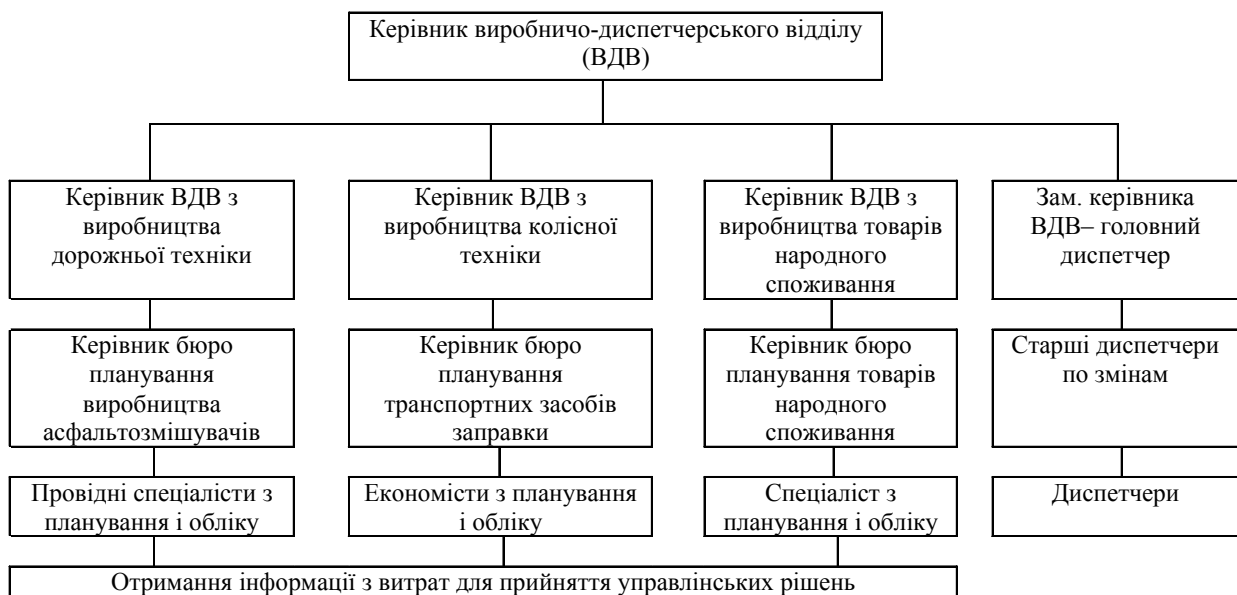 Керівник виробничо-диспетчерського відділу
(ВДВ)
Керівник ВДВ з
виробництва
дорожньої техніки
Керівник ВДВ з
виробництва колісної
техніки
Керівник ВДВ з
виробництва товарів
народного
споживання
Зам. керівника
ВДВ– головний
диспетчер
Керівник бюро
планування
виробництва
асфальтозмішувачів
Керівник бюро
планування
транспортних засобів
заправки
Керівник бюро
планування товарів
народного
споживання
Старші диспетчери
по змінам
Провідні спеціалісти з
планування і обліку
Економісти з планування
і обліку
Спеціаліст з
планування і обліку
Диспетчери
Отримання інформації з витрат для прийняття управлінських рішень